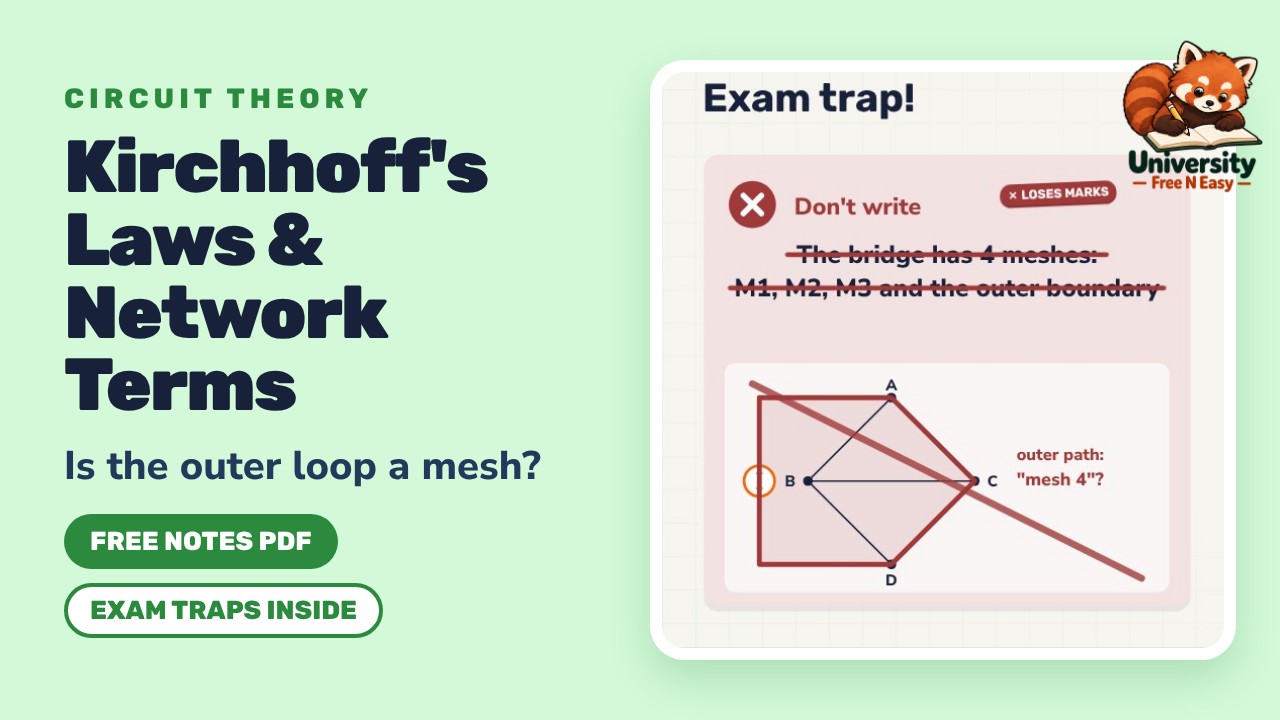 CIRCUIT THEORY
Kirchhoff's
Laws &
Network
Terms
Is the outer loop a mesh?
FREE NOTES PDF
EXAM TRAPS INSIDE
Exam trap!
Don't write
× LOSES MARKS
The bridge has 4 meshes:
M1, M2, M3 and the outer boundary
A
B
C
D
outer path:
"mesh 4"?
University
Free N Easy